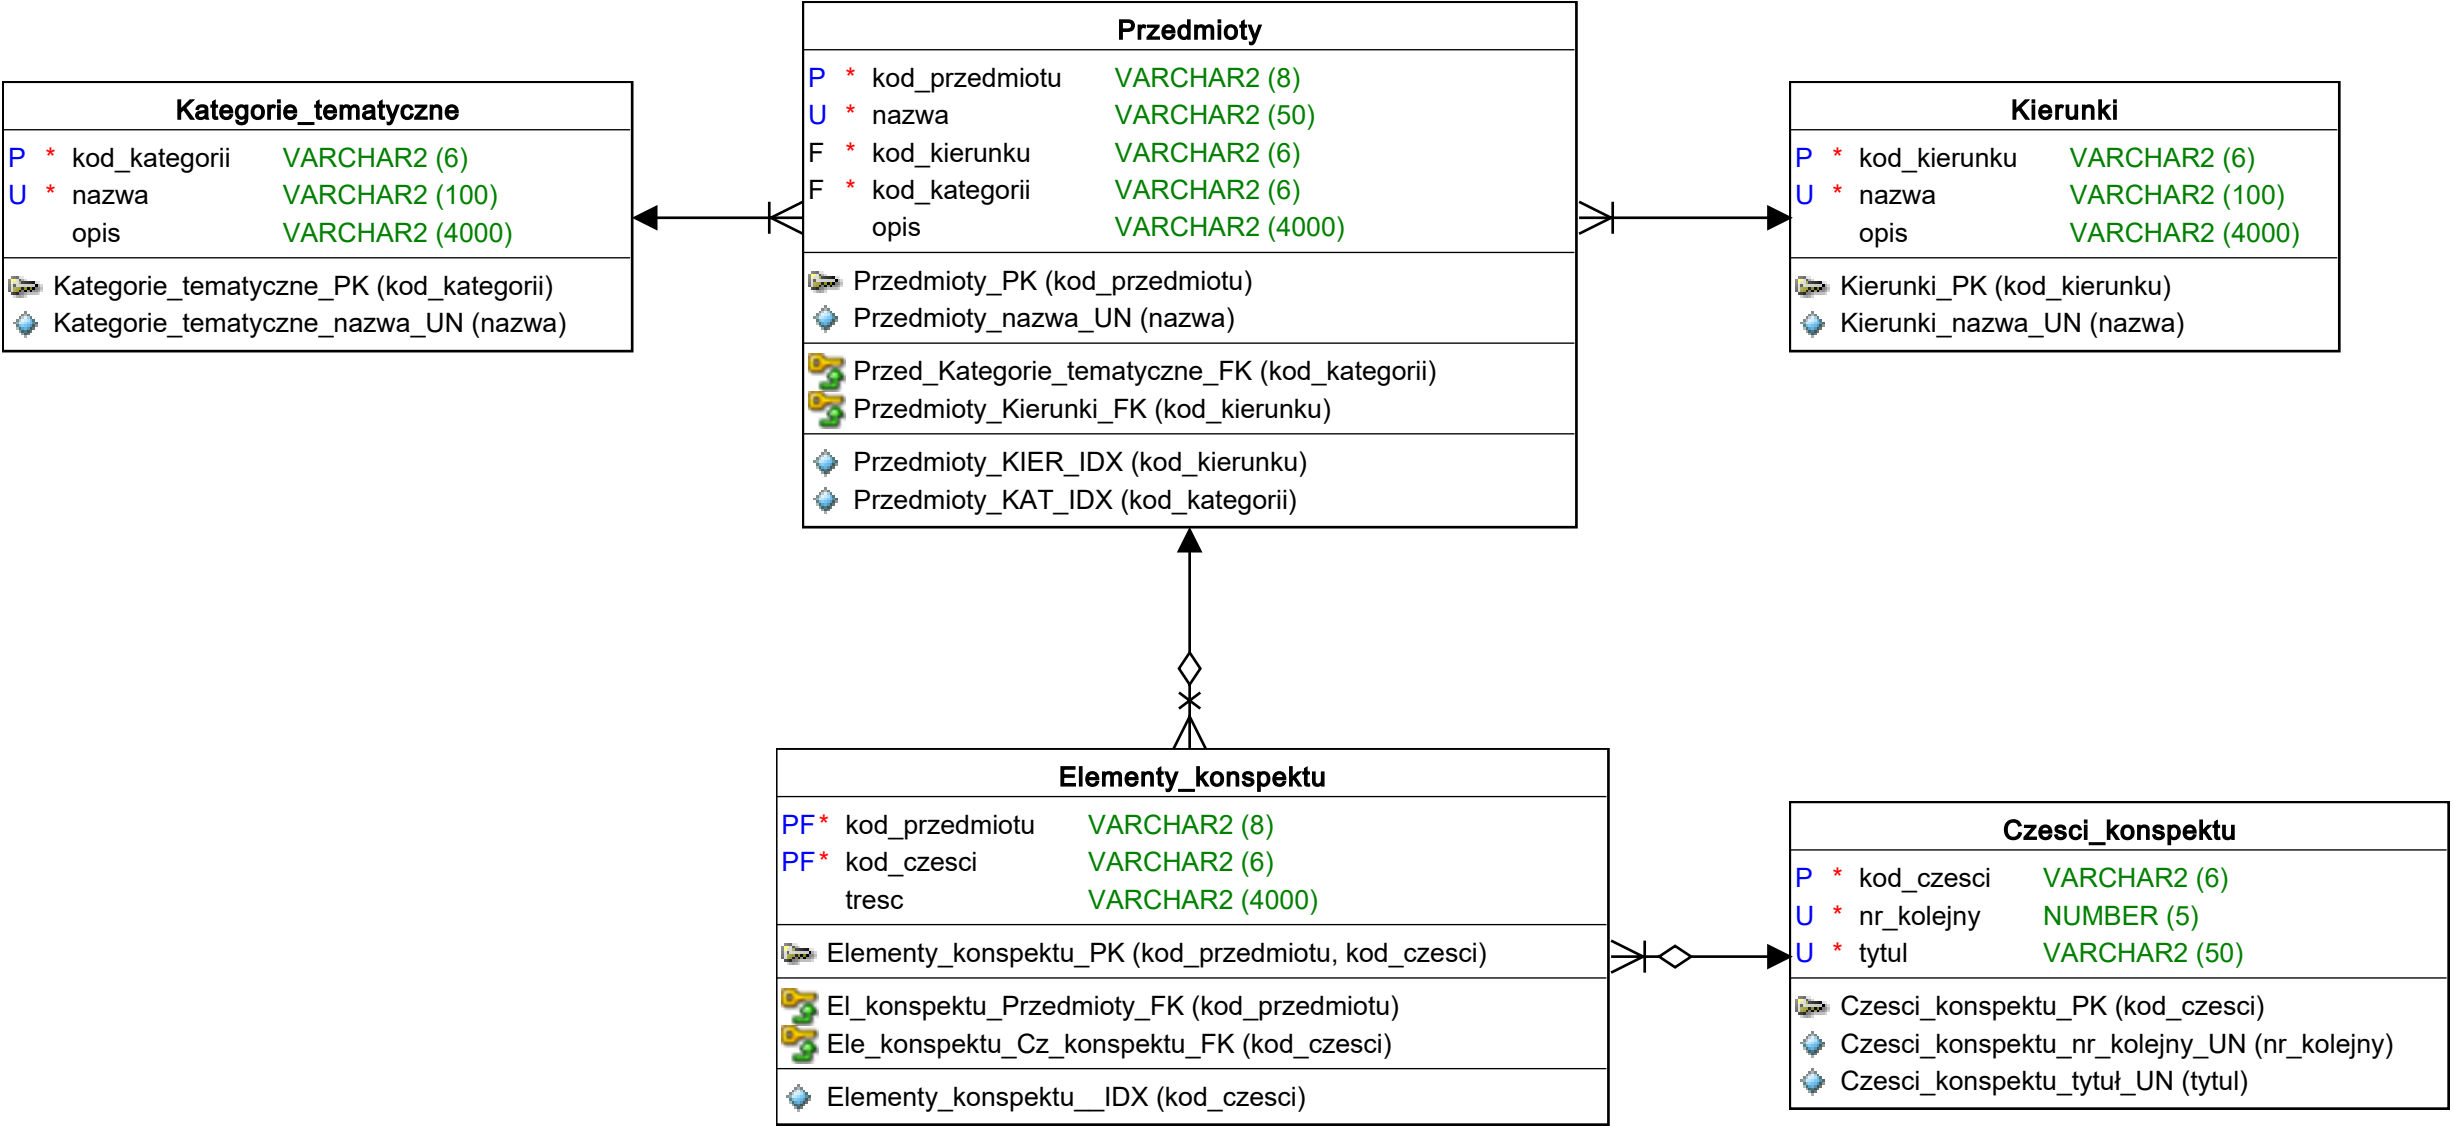 Przedmioty
P * kod_przedmiotu VARCHAR2 (8)
U * nazwa VARCHAR2 (50)
F * kod_kierunku VARCHAR2 (6)
F * kod_kategorii VARCHAR2 (6)
opis VARCHAR2 (4000)
Przedmioty_PK (kod_przedmiotu)
Przedmioty_nazwa_UN (nazwa)
Przed_Kategorie_tematyczne_FK (kod_kategorii)
Przedmioty_Kierunki_FK (kod_kierunku)
Przedmioty_KIER_IDX (kod_kierunku)
Przedmioty_KAT_IDX (kod_kategorii)
Kategorie_tematyczne
P * kod_kategorii VARCHAR2 (6)
U * nazwa VARCHAR2 (100)
opis VARCHAR2 (4000)
Kategorie_tematyczne_PK (kod_kategorii)
Kategorie_tematyczne_nazwa_UN (nazwa)
Kierunki
P * kod_kierunku VARCHAR2 (6)
U * nazwa VARCHAR2 (100)
opis VARCHAR2 (4000)
Kierunki_PK (kod_kierunku)
Kierunki_nazwa_UN (nazwa)
Elementy_konspektu
PF* kod_przedmiotu VARCHAR2 (8)
PF* kod_czesci VARCHAR2 (6)
tresc VARCHAR2 (4000)
Elementy_konspektu_PK (kod_przedmiotu, kod_czesci)
El_konspektu_Przedmioty_FK (kod_przedmiotu)
Ele_konspektu_Cz_konspektu_FK (kod_czesci)
Elementy_konspektu__IDX (kod_czesci)
Czesci_konspektu
P * kod_czesci VARCHAR2 (6)
U * nr_kolejny NUMBER (5)
U * tytul VARCHAR2 (50)
Czesci_konspektu_PK (kod_czesci)
Czesci_konspektu_nr_kolejny_UN (nr_kolejny)
Czesci_konspektu_tytuł_UN (tytul)